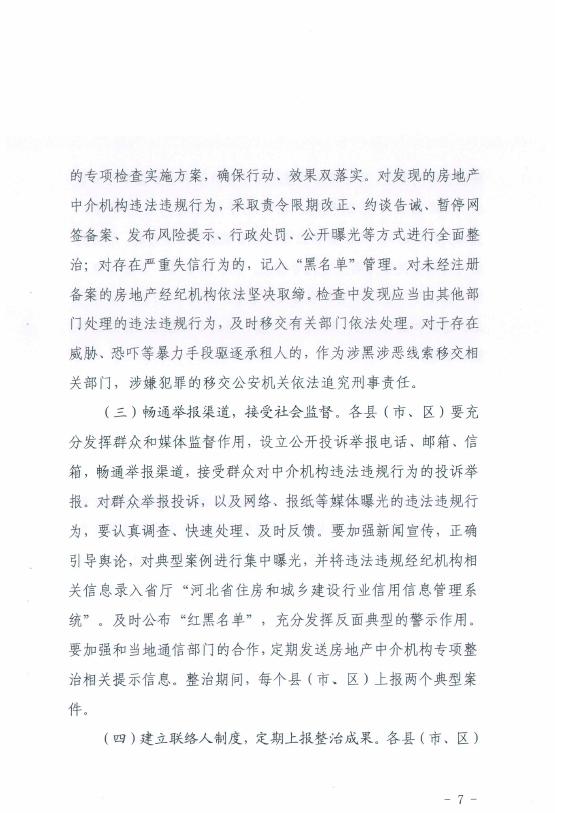 的专项检查实施方案，确保行动、效果双落实。对发现的房地产
中介机构违法违规行为，采取责令限期改正、约谈告诫、暂停网
签备案、发布风险提示、行政处罚、公开曝光等方式进行全面整
治；对存在严重失信行为的，记入“黑名单”管理。对未经注册
备案的房地产经纪机构依法坚决取缔。检查中发现应当由其他部
门处理的违法违规行为，及时移交有关部门依法处理。对于存在
威胁、恐吓等暴力手段驱逐承租人的，作为涉黑涉恶线索移交相
关部门，涉嫌犯罪的移交公安机关依法追究刑事责任。
（三）畅通举报渠道，接受社会监督。各县（市、区）要充
分发挥群众和媒体监督作用，设立公开投诉举报电话、邮箱、信
箱，畅通举报渠道，接受群众对中介机构违法违规行为的投诉举
报。对群众举报投诉，以及网络、报纸等媒体曝光的违法违规行
为，要认真调查、快速处理、及时反馈。要加强新闻宣传，正确
引导舆论，对典型案例进行集中曝光，并将违法违规经纪机构相
关信息录入省厅“河北省住房和城乡建设行业信用信息管理系
统”。及时公布“红黑名单”，充分发挥反面典型的警示作用。
要加强和当地通信部门的合作，定期发送房地产中介机构专项整
治相关提示信息。整治期间，每个县（市、区）上报两个典型案
件。
（四）建立联络人制度，定期上报整治成果。各县（市、区）
- 7 -